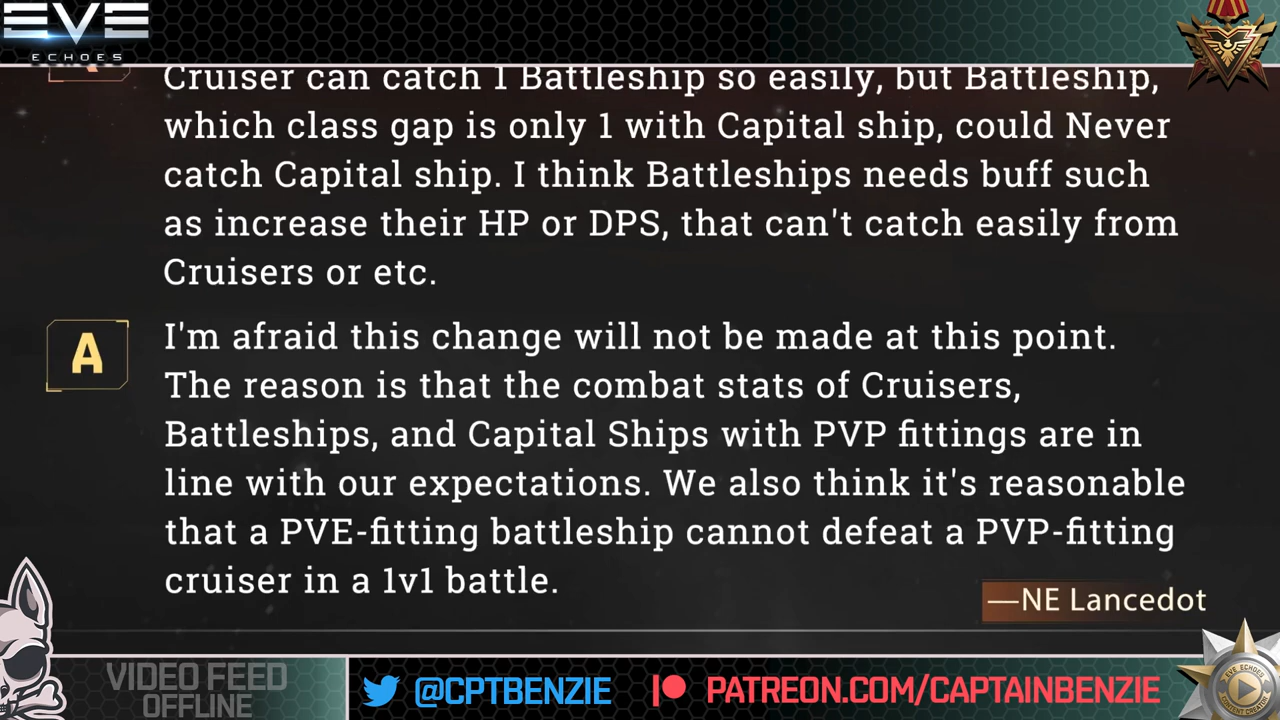 EVE
ECHOES
Cruiser can catch 1 Battleship so easily, but Battleship,
which class gap is only 1 with Capital ship, could Never
catch Capital ship. I think Battleships needs buff such
as increase their HP or DPS, that can't catch easily from
Cruisers or etc.
A
I'm afraid this change will not be made at this point.
The reason is that the combat stats of Cruisers,
Battleships, and Capital Ships with PVP fittings are in
line with our expectations. We also think it's reasonable
that a PVE-fitting battleship cannot defeat a PVP-fitting
cruiser in a 1v1 battle.
—NE Lancedot
VIDEO FEED
OFFLINE
@CPTBENZIE
PATREON.COM/CAPTAINBENZIE
EVE ECHOES
CONTENT CREATOR